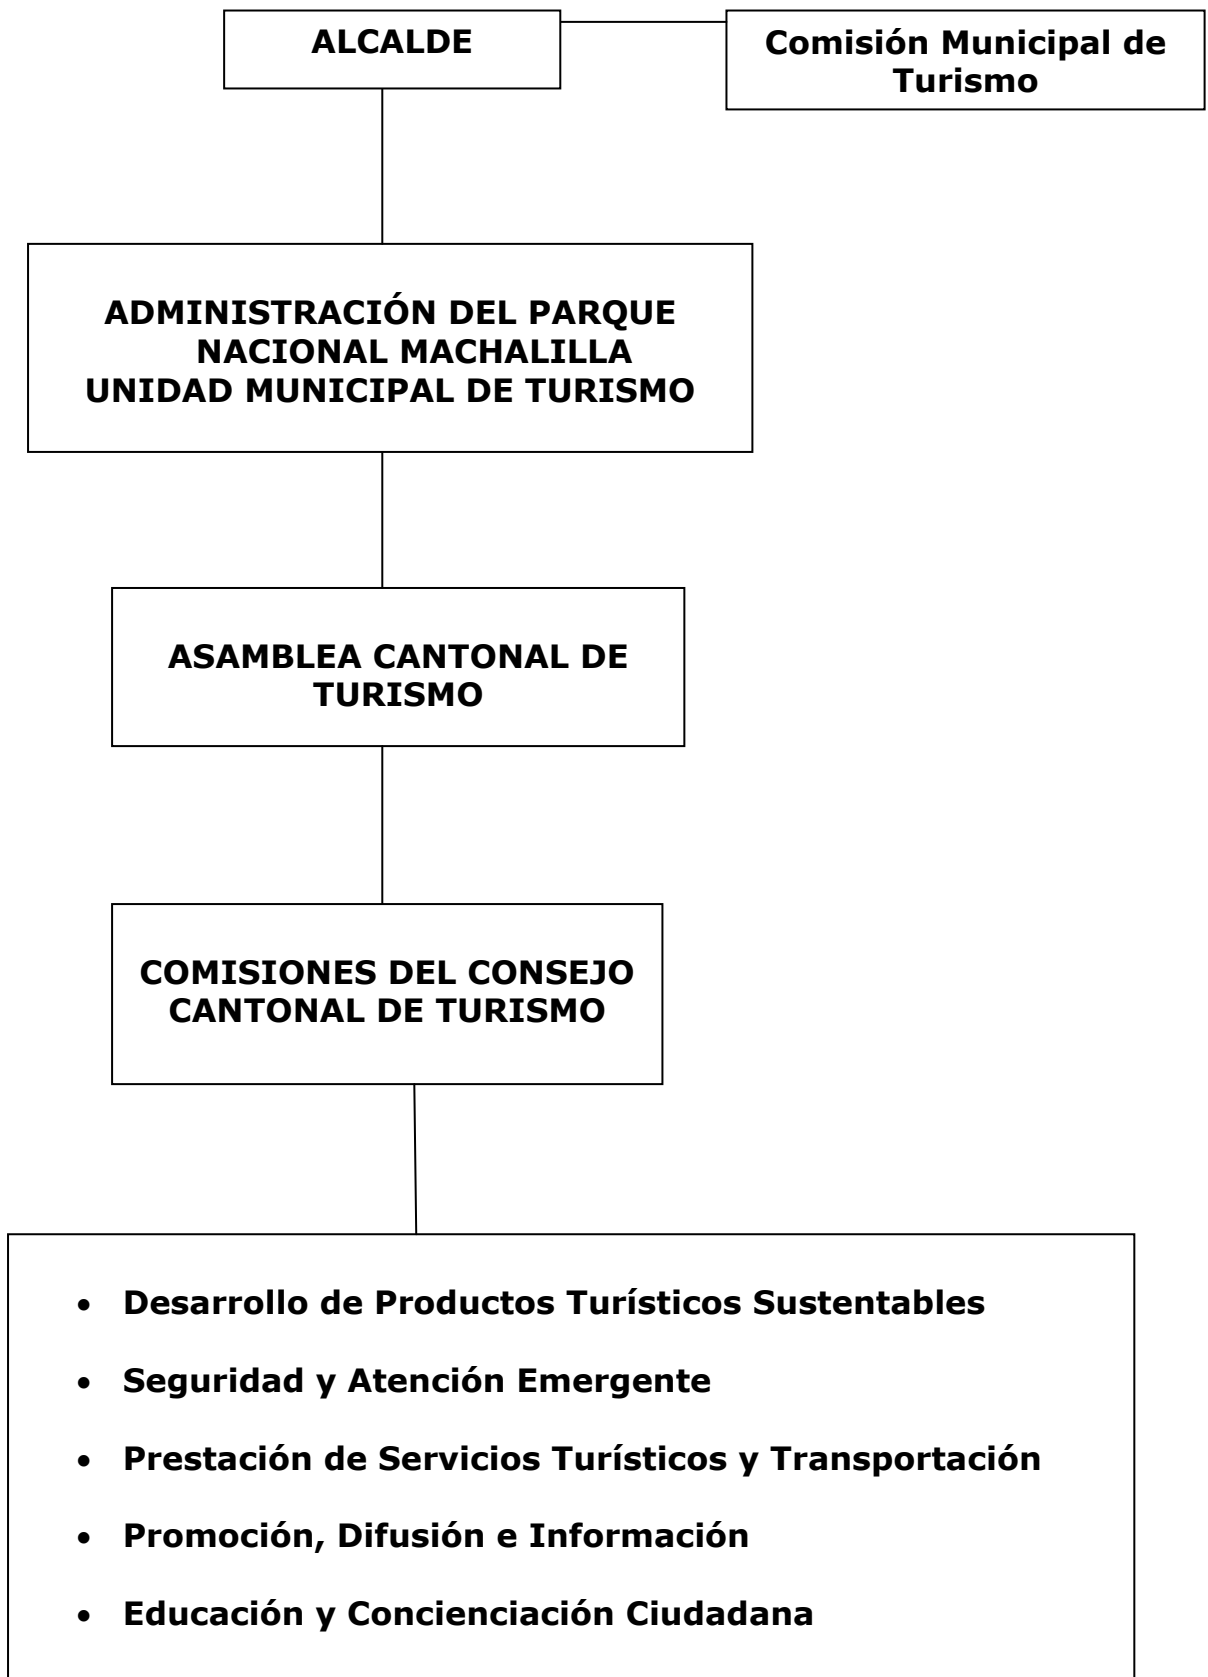 ALCALDE
Comisión Municipal de
Turismo
ADMINISTRACIÓN DEL PARQUE
NACIONAL MACHALILLA
UNIDAD MUNICIPAL DE TURISMO
ASAMBLEA CANTONAL DE
TURISMO
COMISIONES DEL CONSEJO
CANTONAL DE TURISMO
• Desarrollo de Productos Turísticos Sustentables
• Seguridad y Atención Emergente
• Prestación de Servicios Turísticos y Transportación
• Promoción, Difusión e Información
• Educación y Concienciación Ciudadana